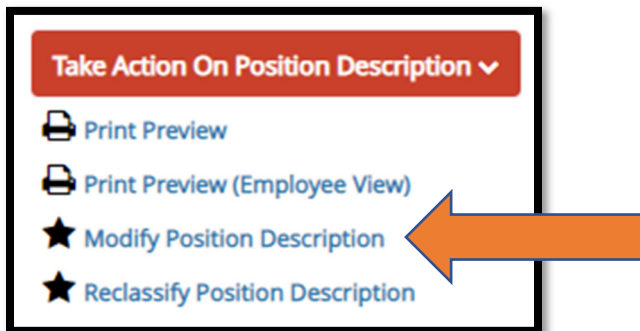 Take Action On Position Description
Print Preview
Print Preview (Employee View)
Modify Position Description
Reclassify Position Description